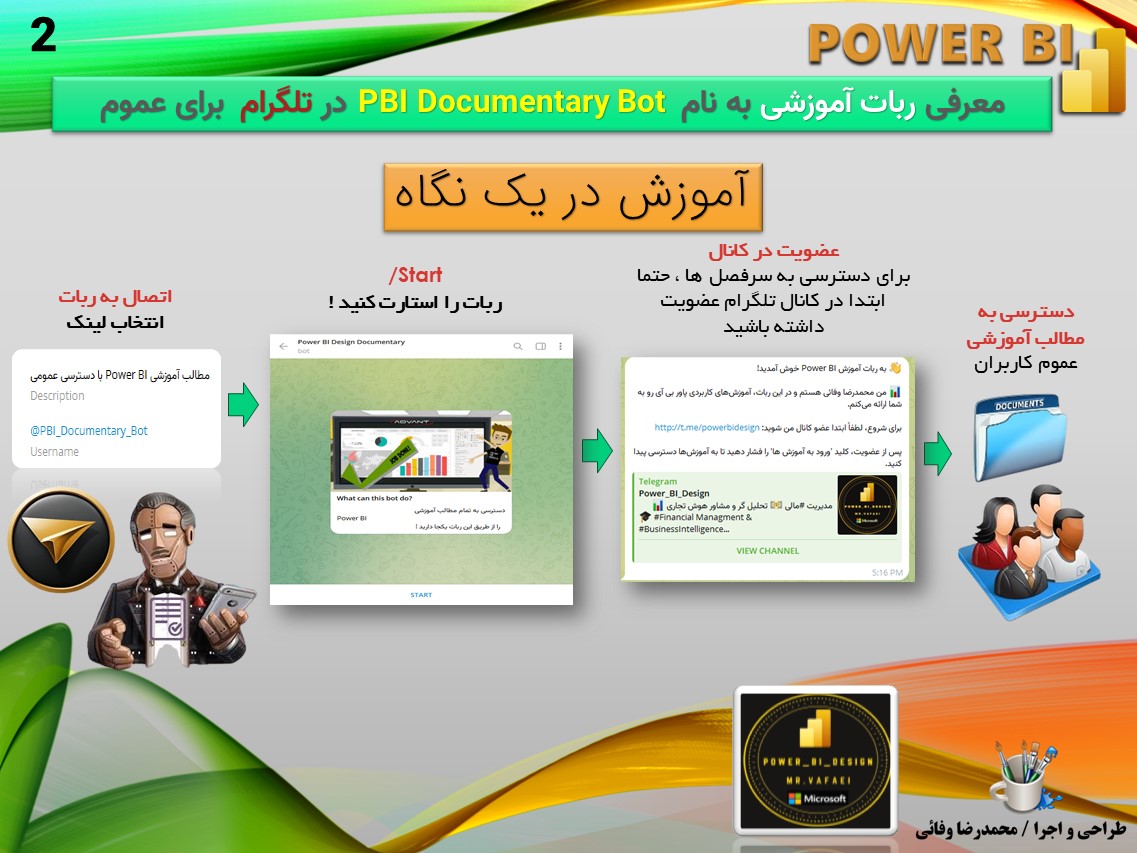 2
POWER BI
معرفی ربات آموزشی به نام PBI Documentary Bot در تلگرام برای عموم
آموزش در یک نگاه
اتصال به ربات
انتخاب لینک
مطالب آموزشی Power BI با دسترسی عمومی
Description
@PBI_Documentary_Bot
Username
/Start
ربات را استارت کنید !
Power BI Design Documentary
bot
ADVANT
JOB DONE!
What can this bot do?
دسترسی به تمام مطالب آموزشی Power BI
را از طریق این ربات یکجا دارید !
START
عضویت در کانال
برای دسترسی به سرفصل ها ، حتما
ابتدا در کانال تلگرام عضویت
داشته باشید
👋 به ربات آموزش Power BI خوش آمدید!
📊 من محمدرضا وفائی هستم و در این ربات، آموزش‌های کاربردی پاور بی آی رو به
شما ارائه می‌کنم.
برای شروع، لطفاً ابتدا عضو کانال من شوید: http://t.me/powerbidesign
پس از عضویت، کلید 'ورود به آموزش ها' را فشار دهید تا به آموزش‌ها دسترسی پیدا
کنید.
Telegram
Power_BI_Design
مدیریت #مالی 💴 تحلیل گر و مشاور هوش تجاری 📊
🎓 #Financial Managment &
#BusinessIntelligence...
VIEW CHANNEL
5:16 PM
دسترسی به
مطالب آموزشی
عموم کاربران
DOCUMENTS
POWER_BI_DESIGN
MR.VAFAEI
Microsoft
طراحی و اجرا / محمدرضا وفائی